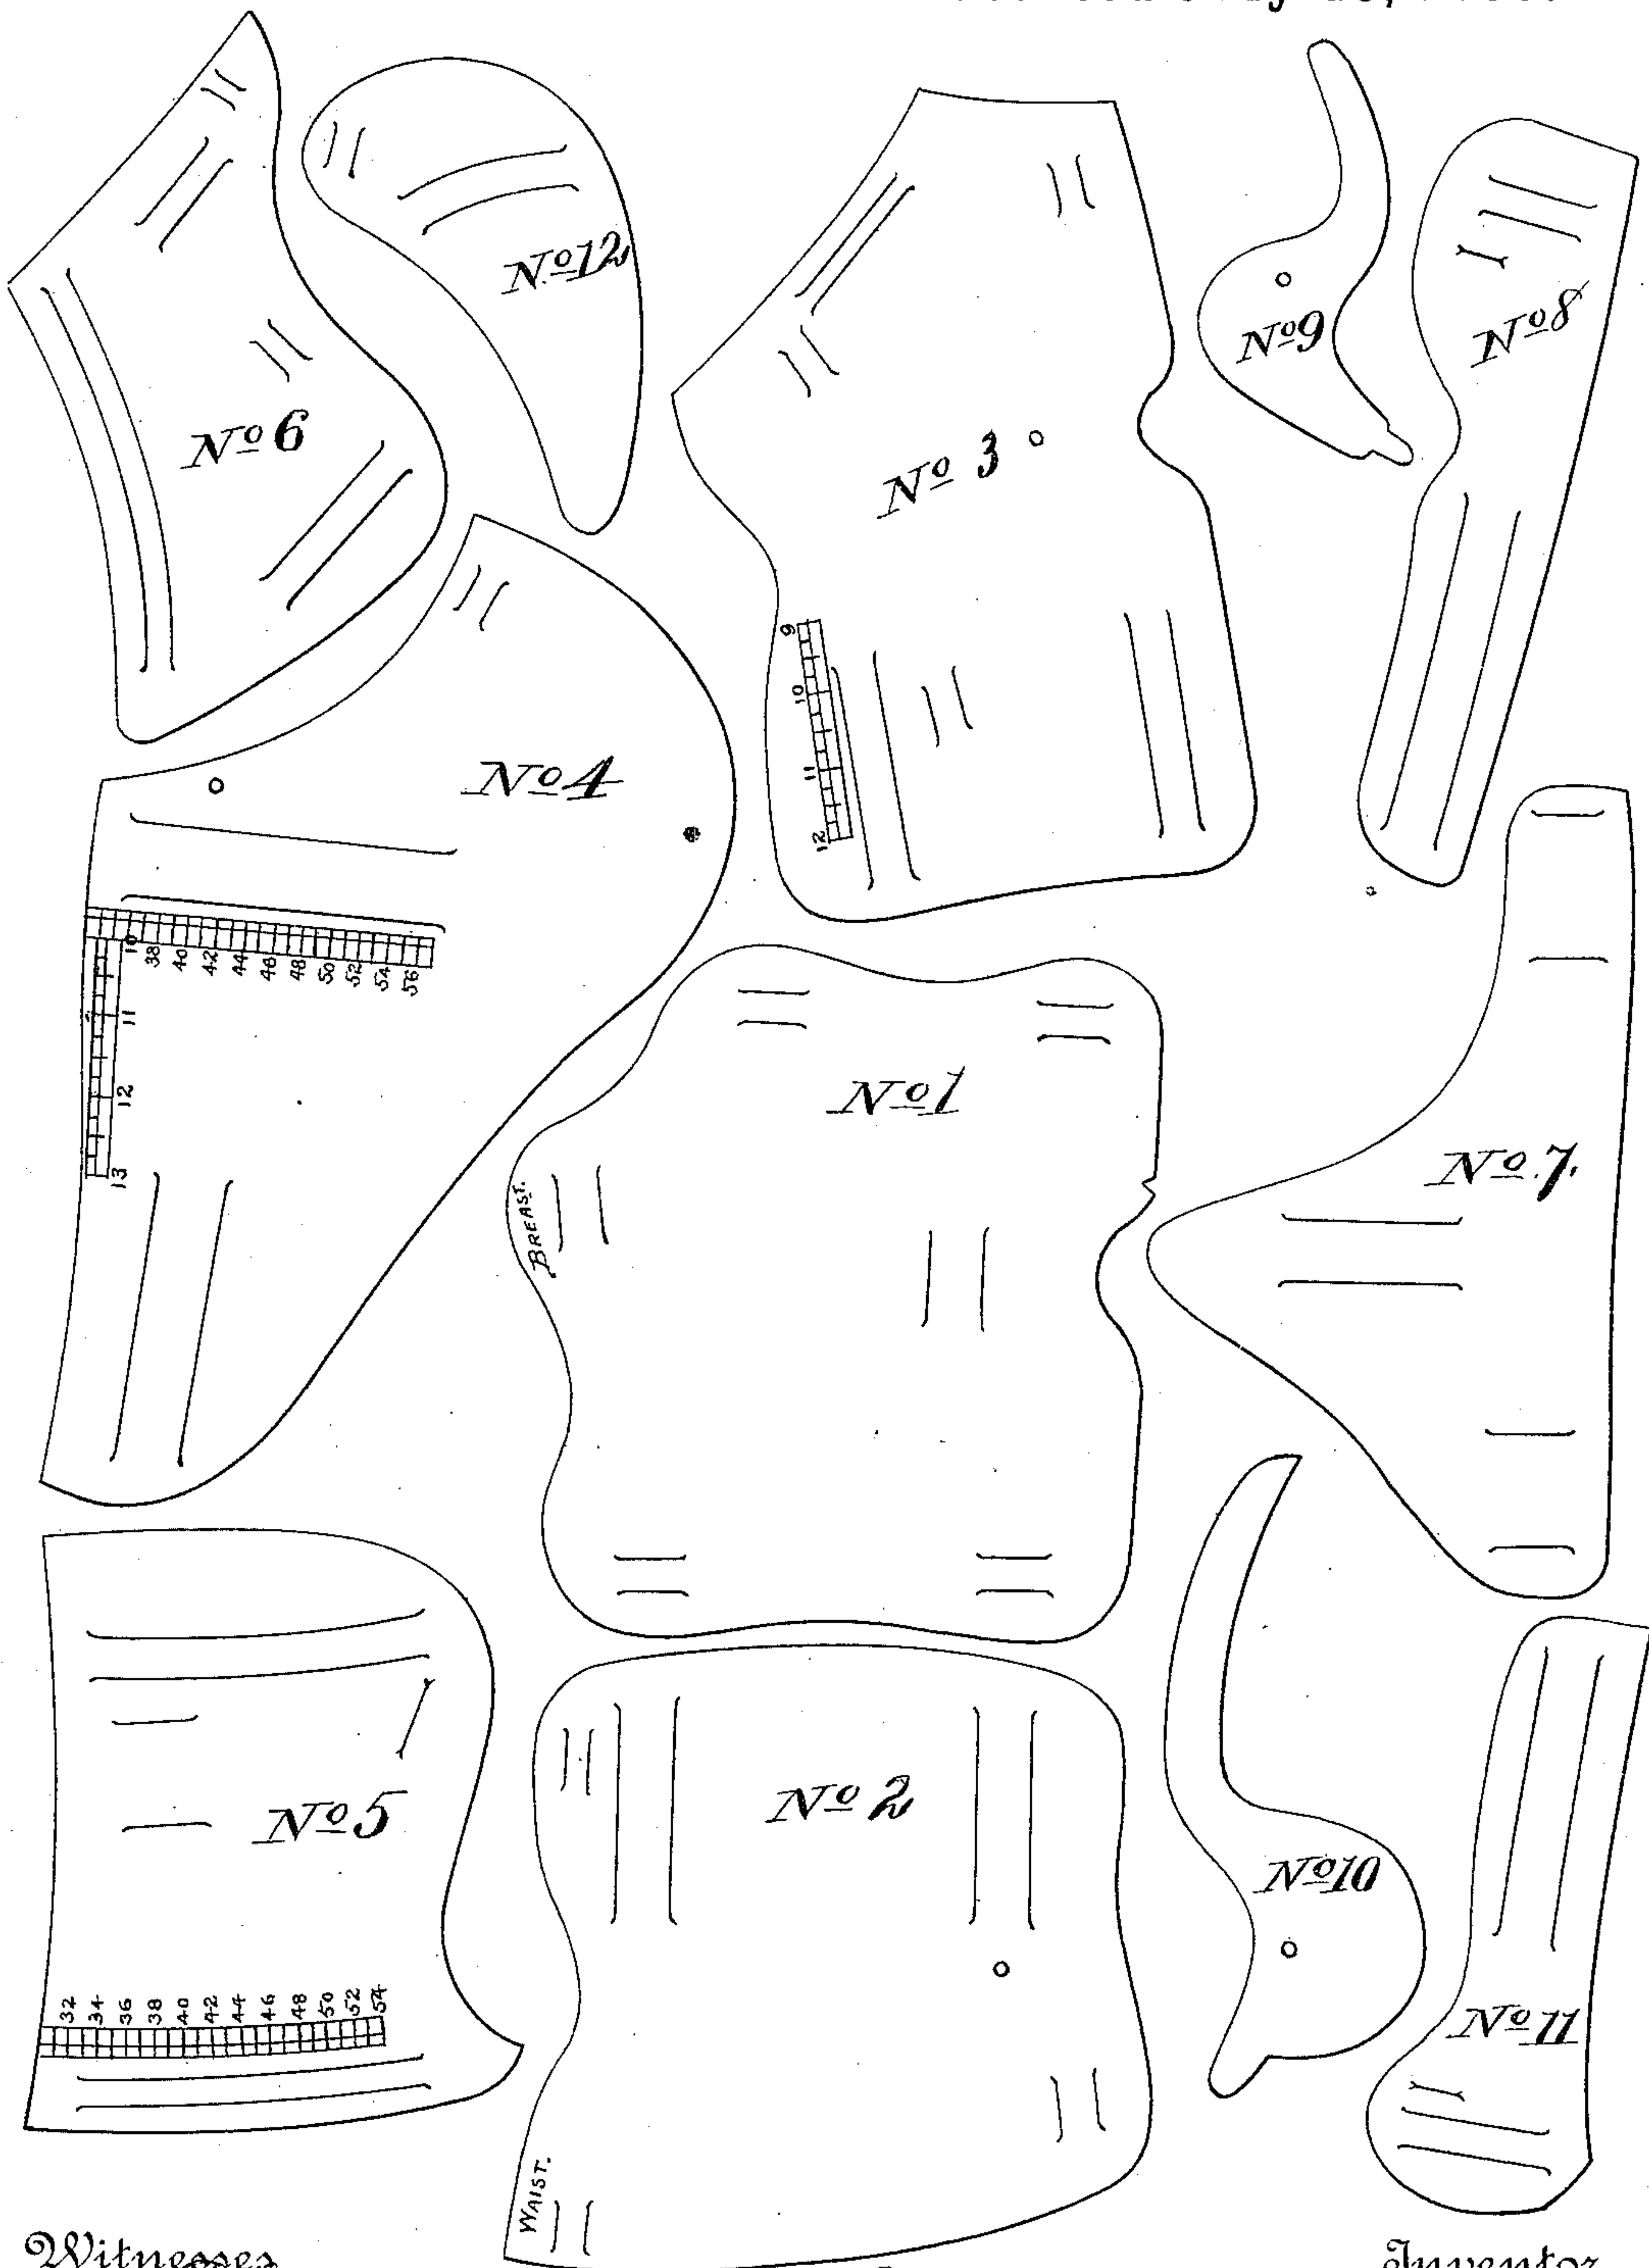 No 12
No 8
No 9
No 6
No 3
9
10
11
12
No 4
10
38
40
42
44
46
48
50
52
54
56
11
12
13
No 1
BREAST.
No 7.
No 5
No 2
No 10
32
34
36
38
40
42
44
46
48
50
52
54
No 11
WAIST.
Witnesses
Inventor